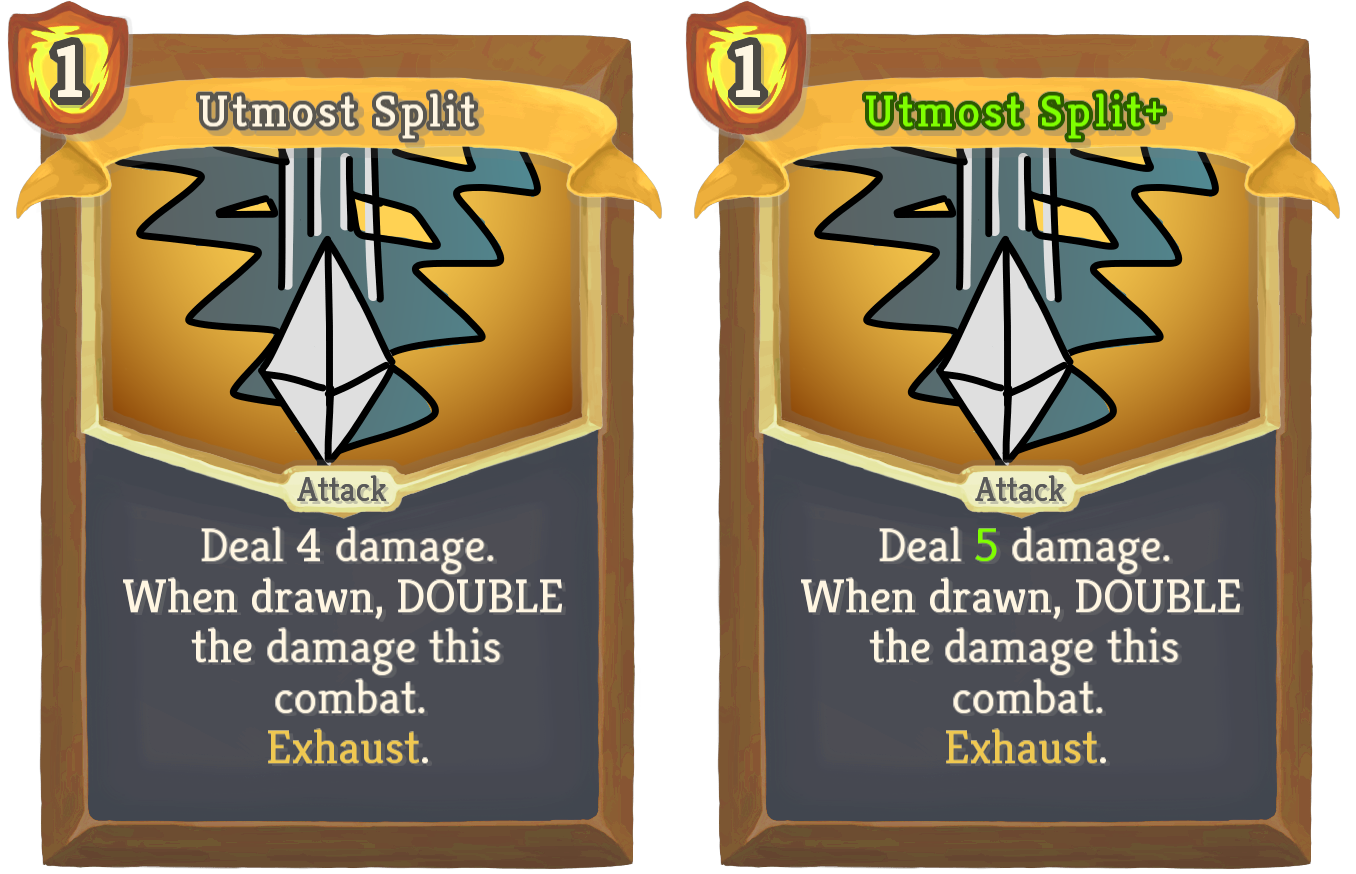 1
Utmost Split
Attack
Deal 4 damage.
When drawn, DOUBLE
the damage this
combat.
Exhaust.
1
Utmost Split+
Attack
Deal 5 damage.
When drawn, DOUBLE
the damage this
combat.
Exhaust.